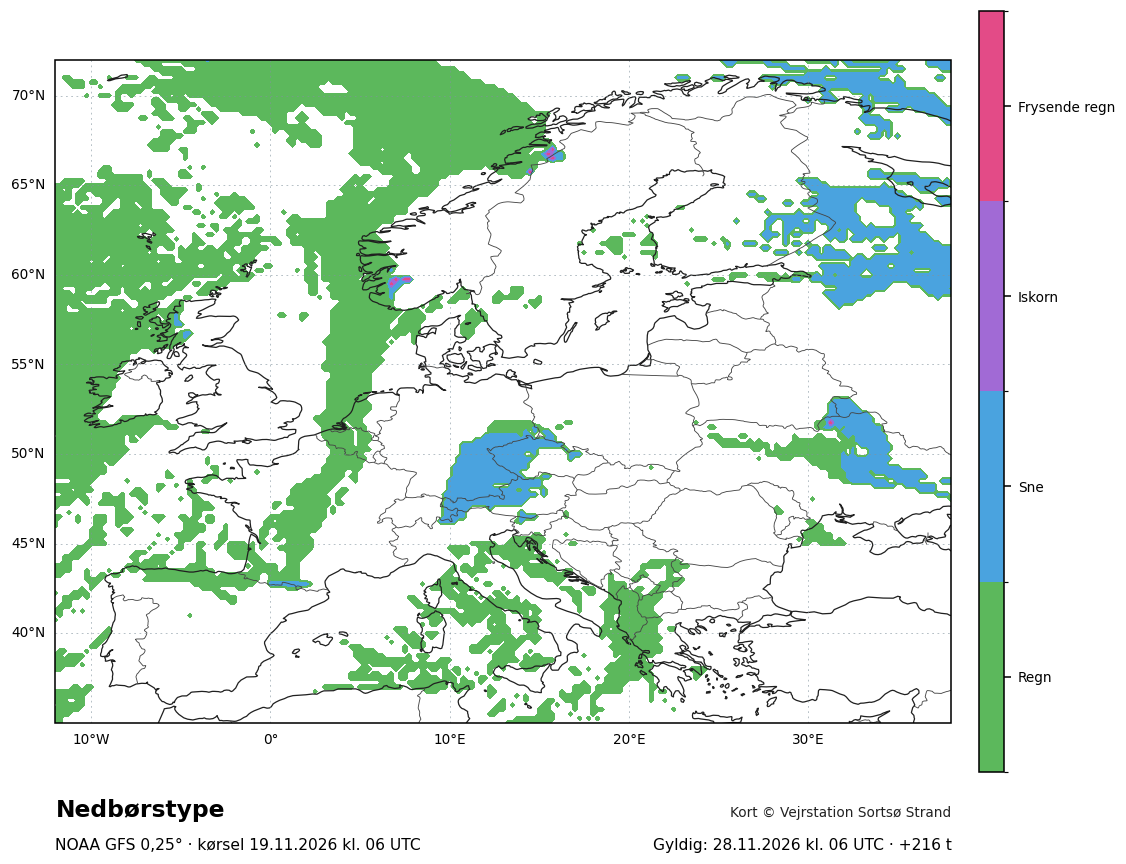 Frysende regn
Iskorn
Sne
Regn
70°N
65°N
60°N
55°N
50°N
45°N
40°N
10°W
0°
10°E
20°E
30°E
Nedbørstype
Kort © Vejrstation Sortsø Strand
NOAA GFS 0,25° · kørsel 19.11.2026 kl. 06 UTC
Gyldig: 28.11.2026 kl. 06 UTC · +216 t